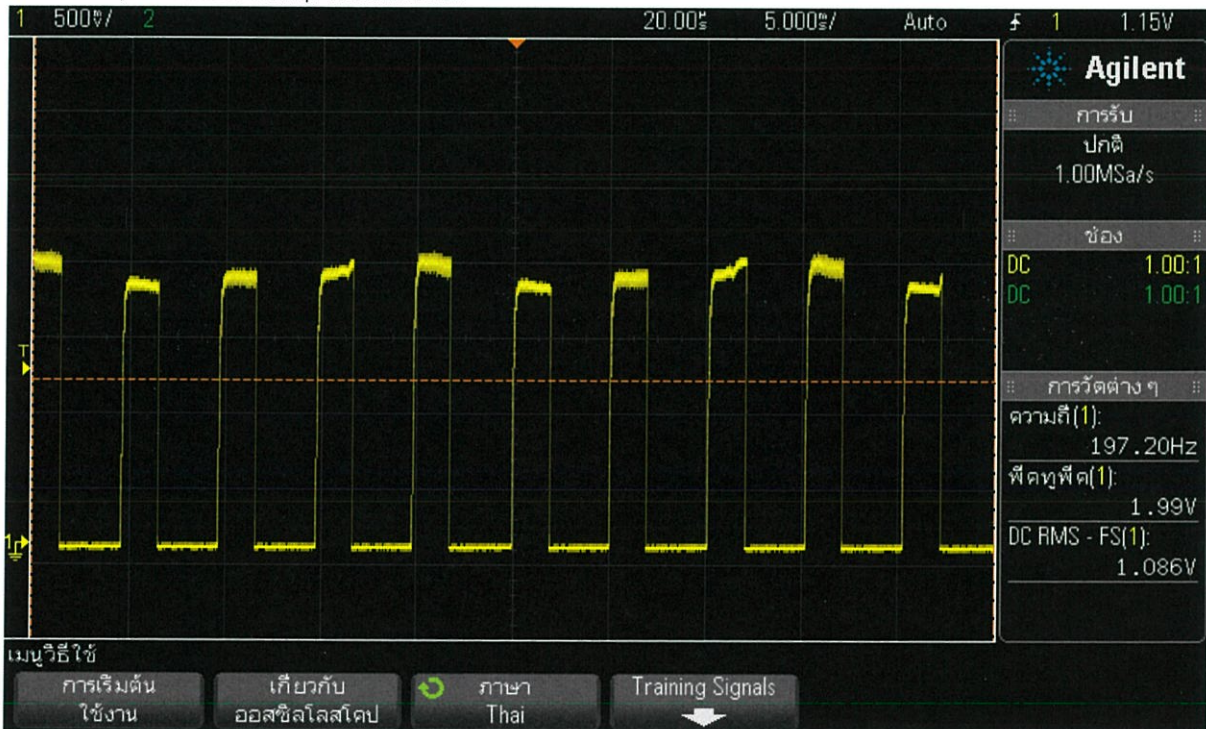 1 500mV/ 2 20.00µs 5.000ms/ Auto 1 1.15V
Agilent
การรับ
ปกติ
1.00MSa/s
ช่อง
DC 1.00:1
DC 1.00:1
T
การวัดต่าง ๆ
ความถี่(1):
197.20Hz
พีคทูพีค(1):
1.99V
1
DC RMS - FS(1):
1.086V
เมนูวิธีใช้
การเริ่มต้น
ใช้งาน
เกี่ยวกับ
ออสซิลโลสโคป
ภาษา
Thai
Training Signals